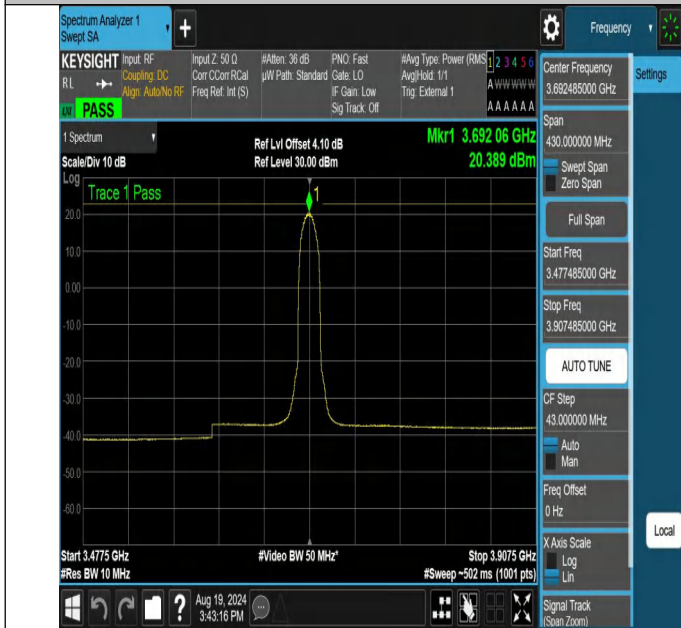 Spectrum Analyzer 1
Swept SA
+
Frequency
KEYSIGHT
RL
LXI
PASS
Input: RF
Coupling: DC
Align: Auto/No RF
Input Z: 50 Ω
Corr CCorr RCal
Freq Ref: Int (S)
#Atten: 36 dB
µW Path: Standard
PNO: Fast
Gate: LO
IF Gain: Low
Sig Track: Off
#Avg Type: Power (RMS
Avg|Hold: 1/1
Trig: External 1
1 2 3 4 5 6
A W W W W W
A A A A A A
1 Spectrum
Scale/Div 10 dB
Log
Ref Lvl Offset 4.10 dB
Ref Level 30.00 dBm
Mkr1 3.692 06 GHz
20.389 dBm
Trace 1 Pass
1
20.0
10.0
0.00
-10.0
-20.0
-30.0
-40.0
-50.0
-60.0
Start 3.4775 GHz
#Res BW 10 MHz
#Video BW 50 MHz*
Stop 3.9075 GHz
#Sweep ~502 ms (1001 pts)
?
Aug 19, 2024
3:43:16 PM
Center Frequency
3.692485000 GHz
Span
430.000000 MHz
Swept Span
Zero Span
Full Span
Start Freq
3.477485000 GHz
Stop Freq
3.907485000 GHz
AUTO TUNE
CF Step
43.000000 MHz
Auto
Man
Freq Offset
0 Hz
X Axis Scale
Log
Lin
Signal Track
(Span Zoom)
Settings
Local